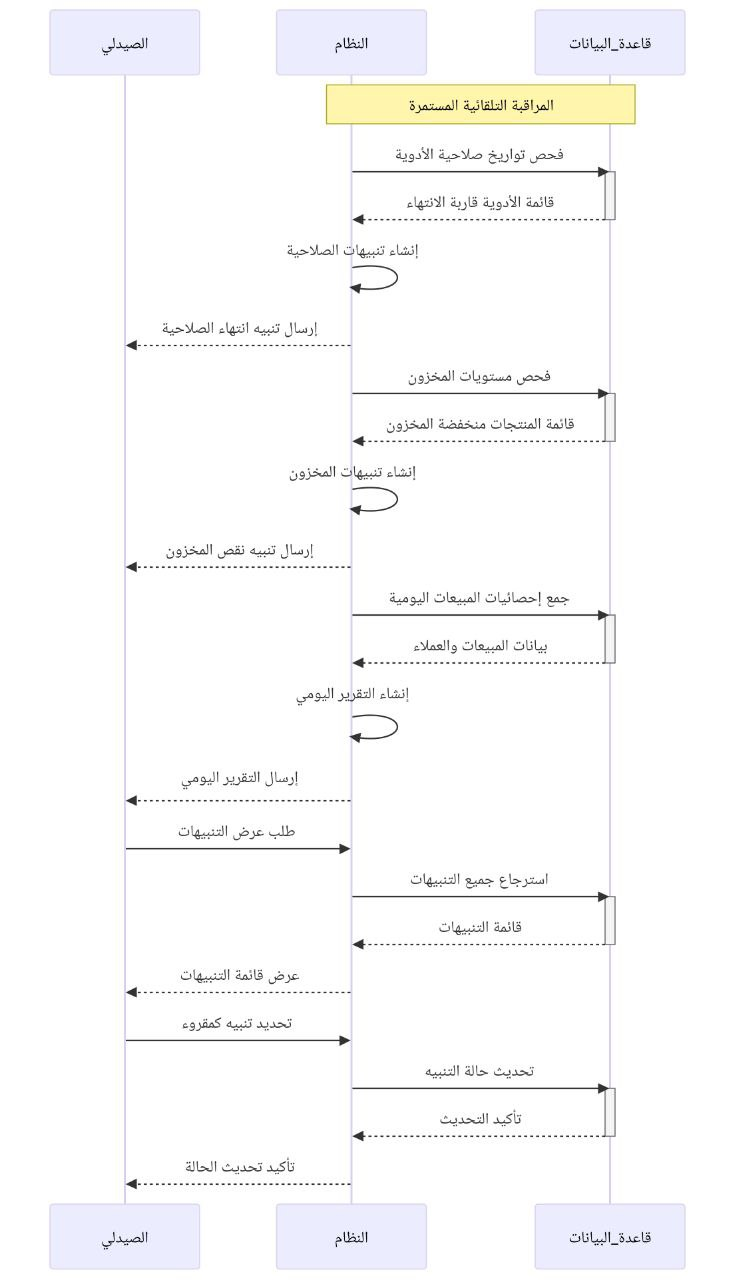 الصيدلي
النظام
قاعدة_البيانات
المراقبة التلقائية المستمرة
فحص تواريخ صلاحية الأدوية
قائمة الأدوية قاربة الانتهاء
إنشاء تنبيهات الصلاحية
إرسال تنبيه انتهاء الصلاحية
فحص مستويات المخزون
قائمة المنتجات منخفضة المخزون
إنشاء تنبيهات المخزون
إرسال تنبيه نقص المخزون
جمع إحصائيات المبيعات اليومية
بيانات المبيعات والعملاء
إنشاء التقرير اليومي
إرسال التقرير اليومي
طلب عرض التنبيهات
استرجاع جميع التنبيهات
قائمة التنبيهات
عرض قائمة التنبيهات
تحديد تنبيه كمقروء
تحديث حالة التنبيه
تأكيد التحديث
تأكيد تحديث الحالة
الصيدلي
النظام
قاعدة_البيانات